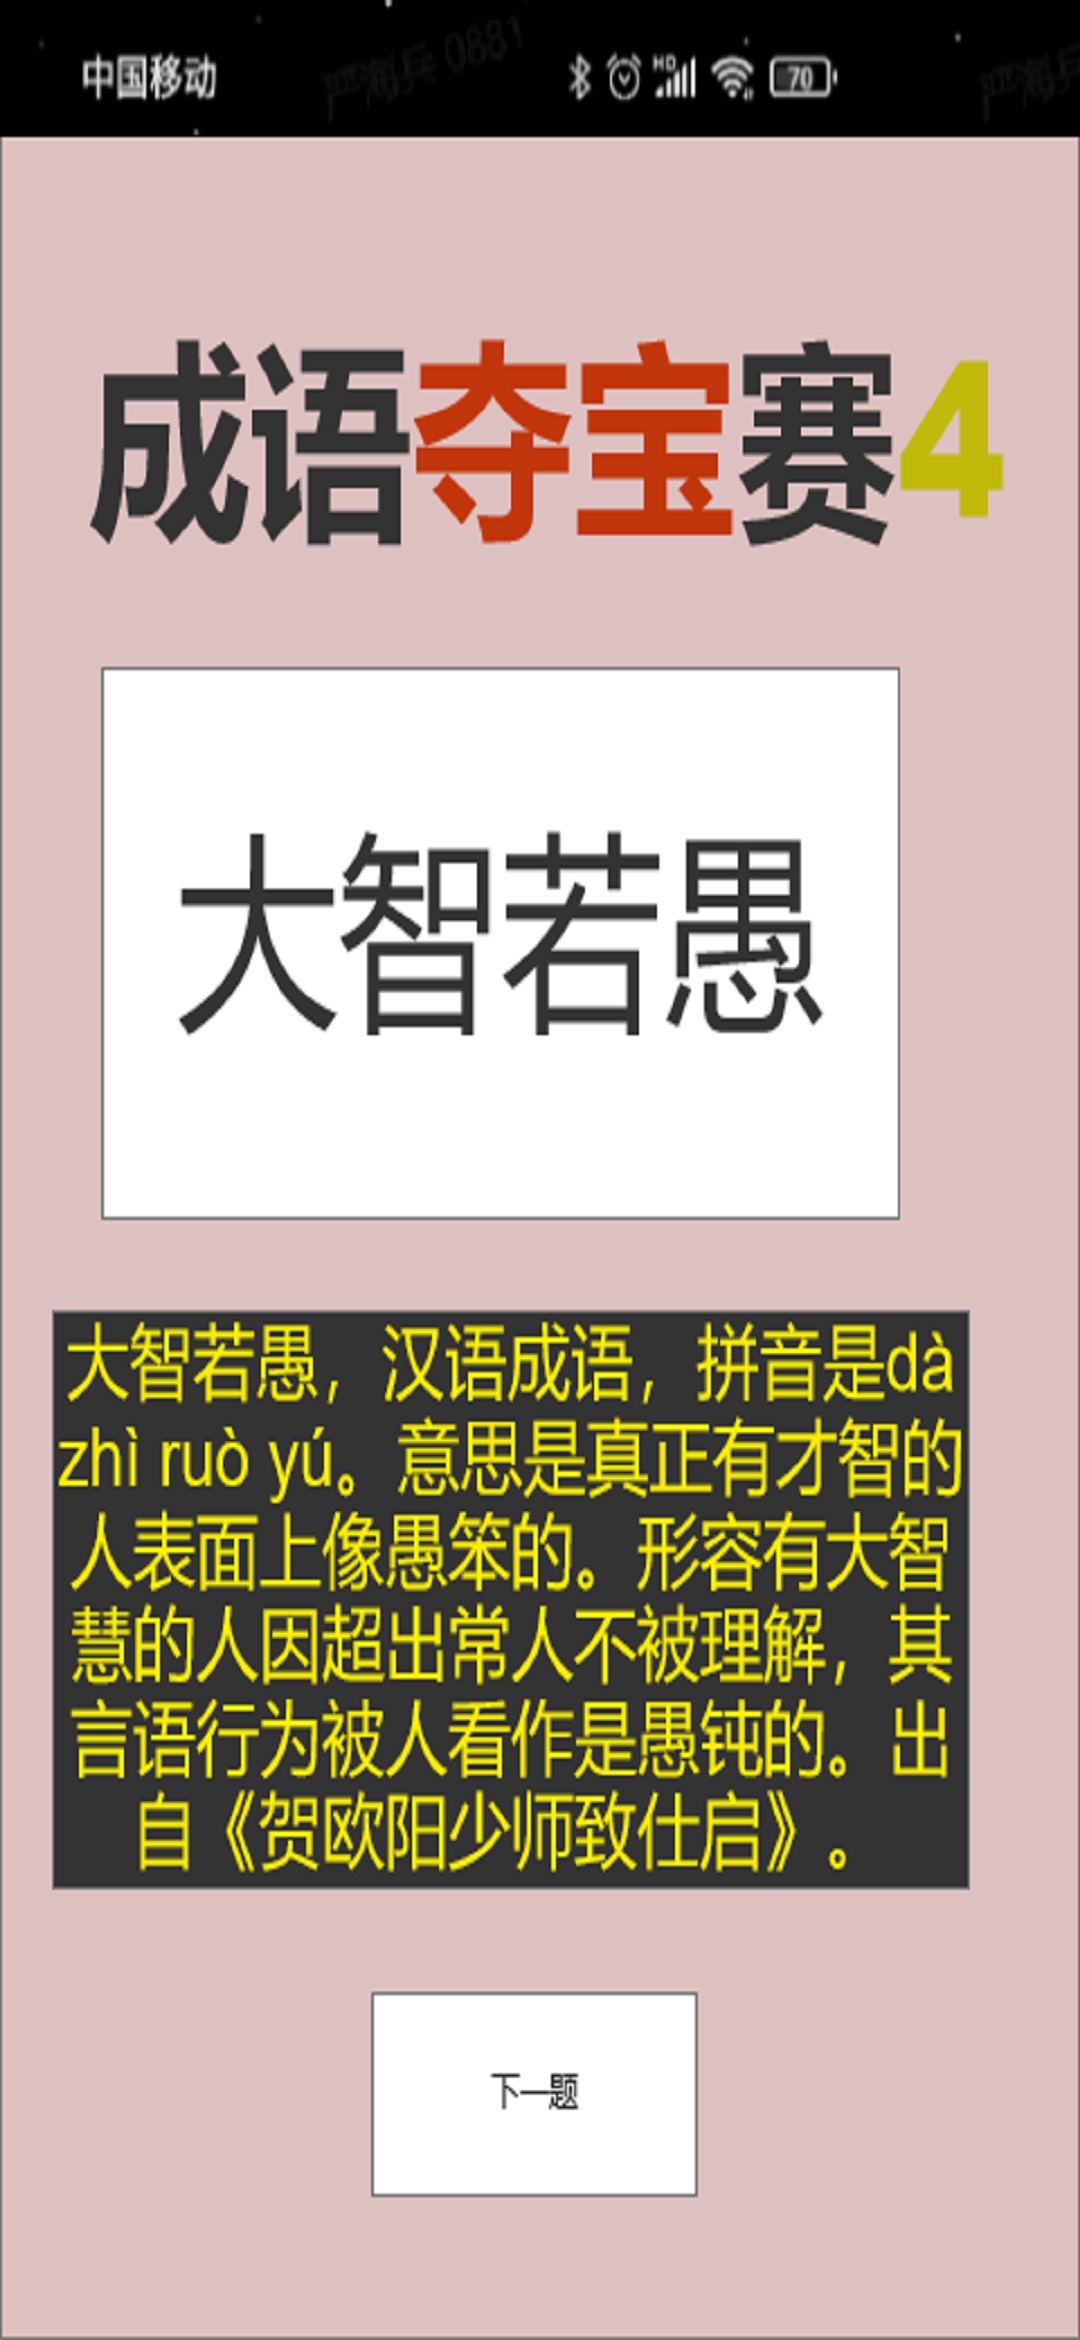 中国移动 严海兵 0881 HD 70
成语夺宝赛4
大智若愚
大智若愚，汉语成语，拼音是dà
zhì ruò yú。意思是真正有才智的
人表面上像愚笨的。形容有大智
慧的人因超出常人不被理解，其
言语行为被人看作是愚钝的。出
自《贺欧阳少师致仕启》。
下一题